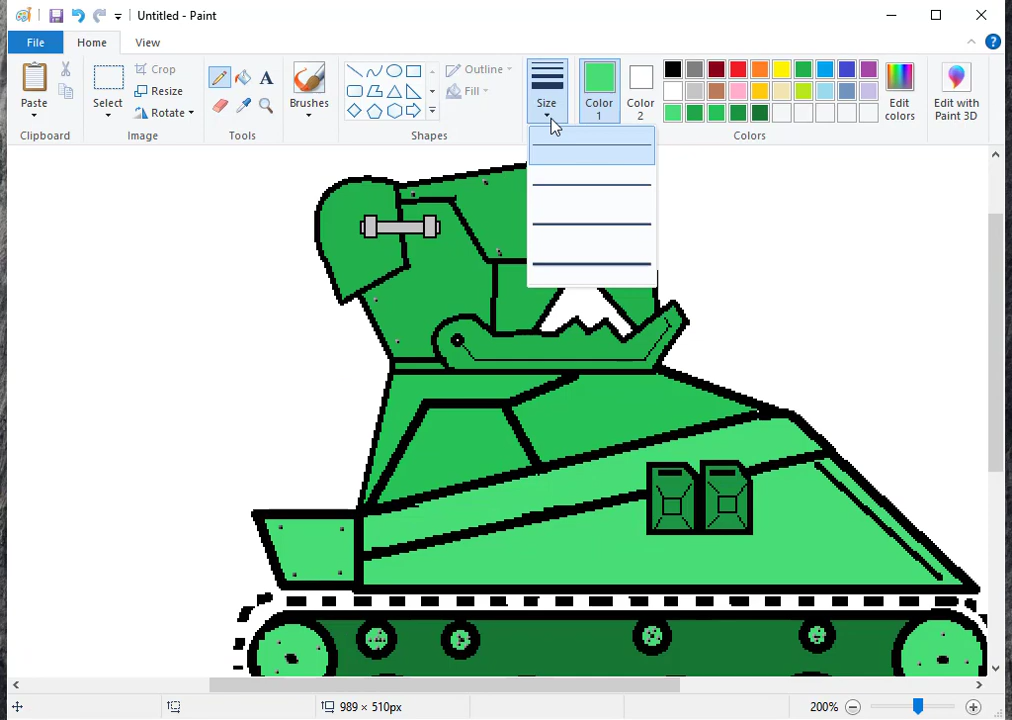 Untitled - Paint
File
Home
View
Paste
Clipboard
Select
Crop
Resize
Rotate
Image
A
Tools
Brushes
Outline
Fill
Shapes
Size
Color
1
Color
2
Edit
colors
Colors
Edit with
Paint 3D
989 × 510px
200%